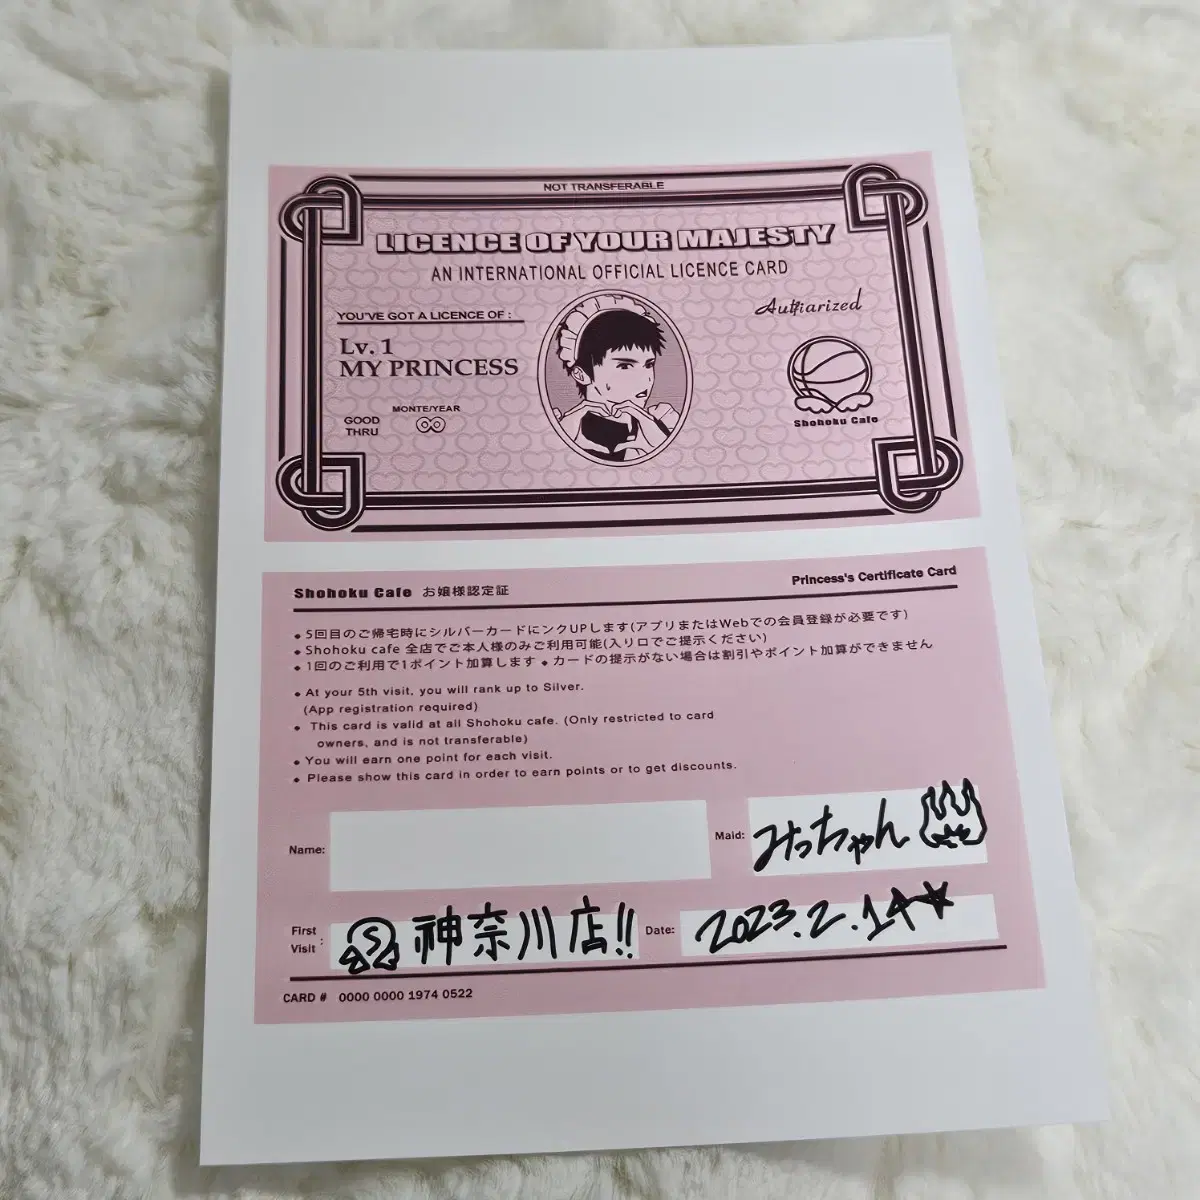 NOT TRANSFERABLE
LICENCE OF YOUR MAJESTY
AN INTERNATIONAL OFFICIAL LICENCE CARD
YOU'VE GOT A LICENCE OF :
Authiarized
Lv. 1
MY PRINCESS
MONTE/YEAR
GOOD
THRU
∞
Shohoku Cafe
Shohoku Cafe お嬢様認定証
Princess's Certificate Card
• 5回目のご帰宅時にシルバーカードにンクUPします(アプリまたはWebでの会員登録が必要です)
• Shohoku cafe 全店でご本人様のみご利用可能(入リロでご提示ください)
• 1回のご利用で1ポイント加算します • カードの提示がない場合は割引やポイント加算ができません
• At your 5th visit, you will rank up to Silver.
(App registration required)
• This card is valid at all Shohoku cafe. (Only restricted to card
owners, and is not transferable)
• You will earn one point for each visit.
• Please show this card in order to earn points or to get discounts.
Name:
Maid: みっちゃん
First
Visit : S 神奈川店!!
Date: 2023.2.14★
CARD # 0000 0000 1974 0522